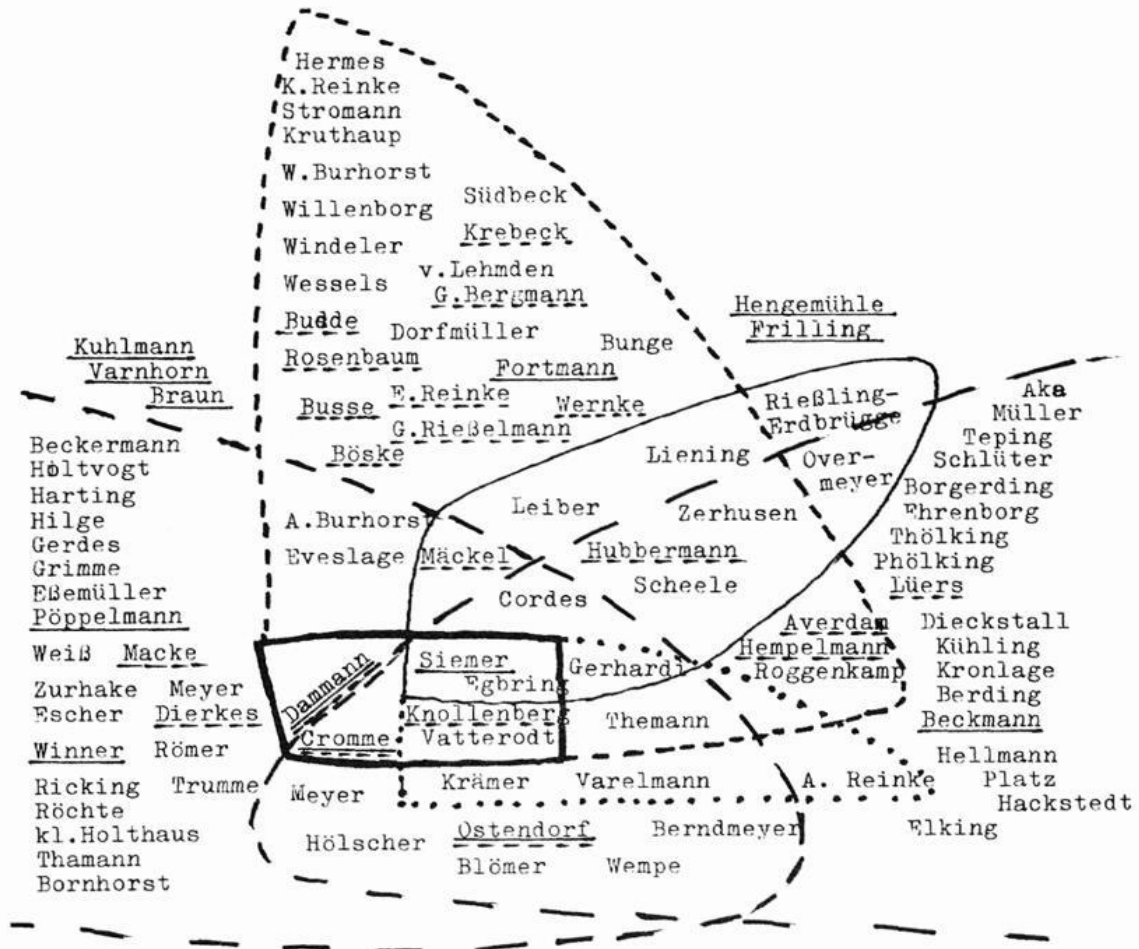 Hermes
K.Reinke
Stromann
Kruthaup
W.Burhorst
Südbeck
Willenborg
Krebeck
Windeler
v.Lehmden
Wessels
G.Bergmann
Hengemühle
Frilling
Budde
Dorfmüller
Bunge
Kuhlmann
Varnhorn
Braun
Rosenbaum
Fortmann
E.Reinke
Busse
Wernke
G.Rießelmann
Böske
Rießling-
Erdbrügge
Aka
Müller
Teping
Schlüter
Beckermann
Höltvogt
Harting
Hilge
Gerdes
Grimme
Eßemüller
Pöppelmann
Liening
Over-
meyer
Borgerding
Ehrenborg
Thölking
Phölking
Lüers
Leiber
Zerhusen
A.Burhorst
Eveslage Mäckel
Hubbermann
Scheele
Cordes
Averdam
Dieckstall
Hempelmann
Kühling
Roggenkamp
Kronlage
Berding
Beckmann
Weiß Macke
Siemer
Gerhardi
Egbring
Dammann
Zurhake Meyer
Escher Dierkes
Knollenberg
Themann
Cromme
Vatterodt
Winner Römer
Hellmann
Ricking Trumme
Meyer
Krämer
Varelmann
A. Reinke
Platz
Röchte
Hackstedt
kl.Holthaus
Hölscher
Ostendorf
Berndmeyer
Elking
Thamann
Blömer
Wempe
Bornhorst